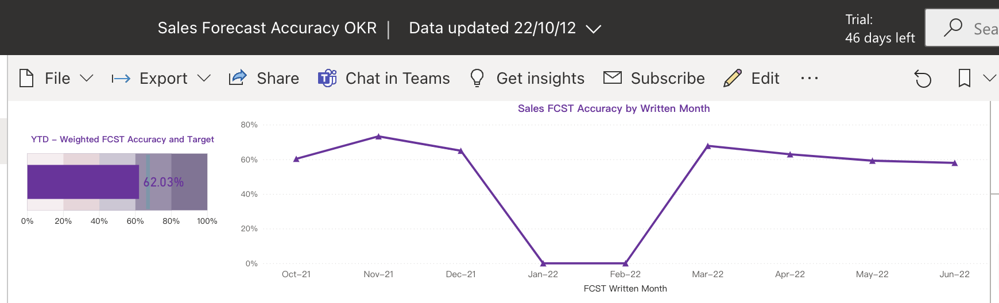 Sales Forecast Accuracy OKR | Data updated 22/10/12
Trial:
46 days left
Sea
File
Export
Share
Chat in Teams
Get insights
Subscribe
Edit
Sales FCST Accuracy by Written Month
YTD – Weighted FCST Accuracy and Target
62.03%
0% 20% 40% 60% 80% 100%
80%
60%
40%
20%
0%
Oct–21 Nov–21 Dec–21 Jan–22 Feb–22 Mar–22 Apr–22 May–22 Jun–22
FCST Written Month